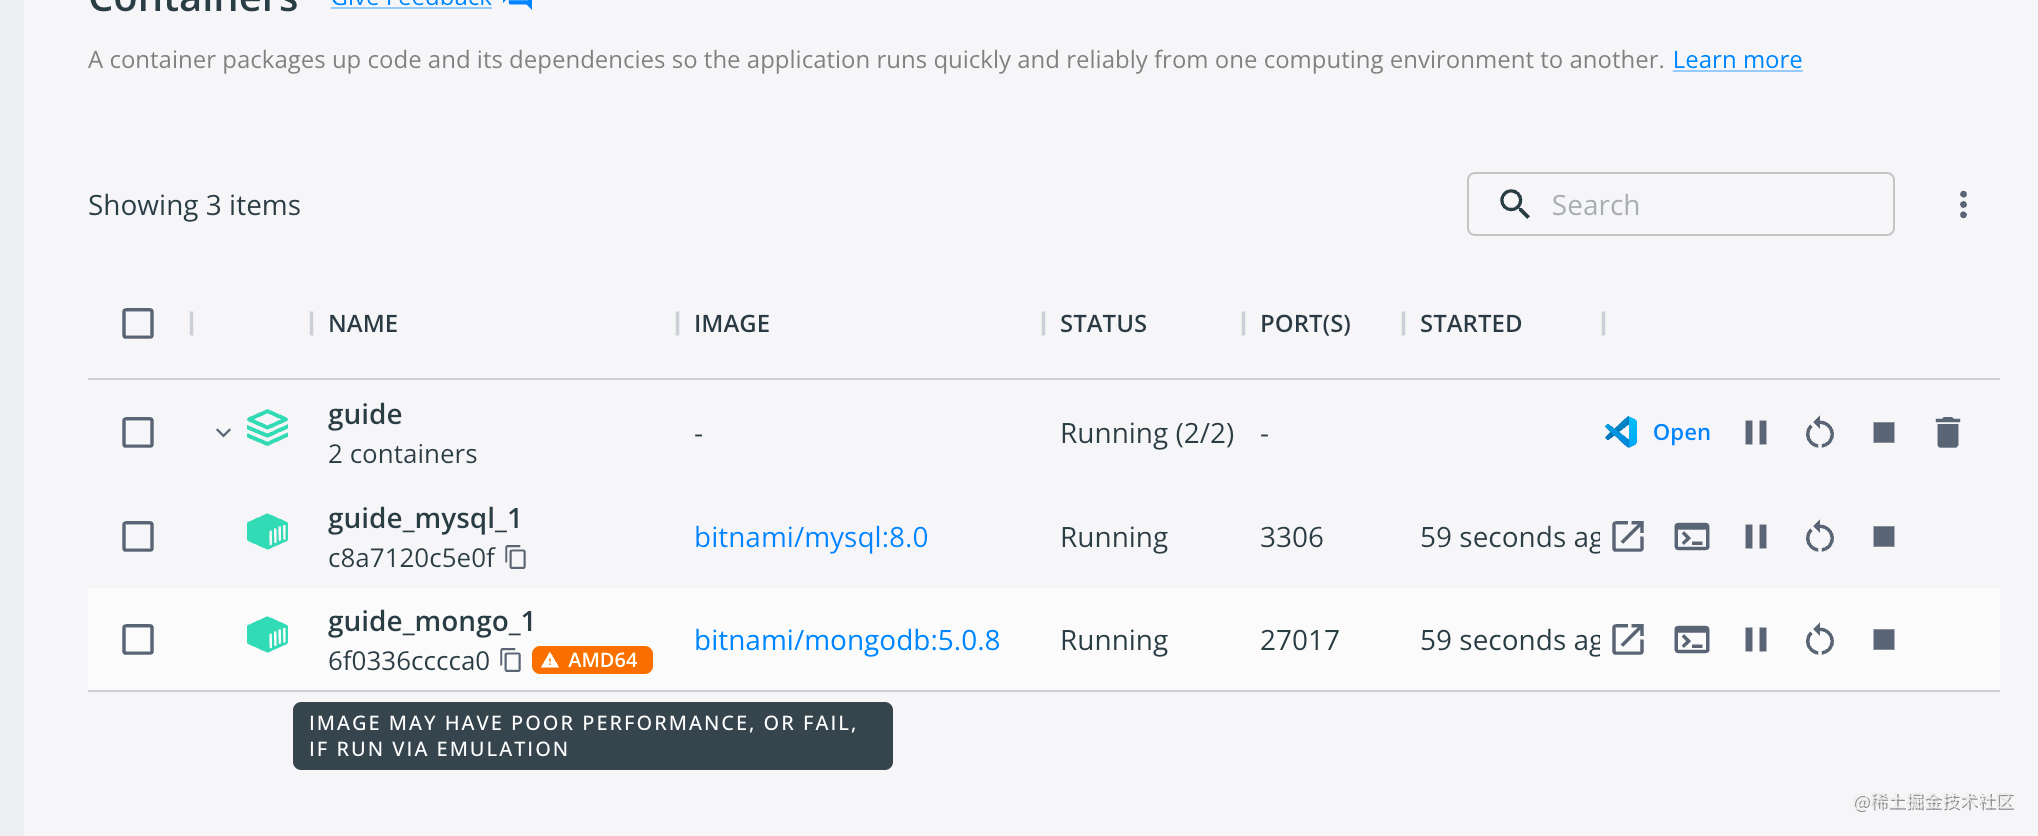 Containers Give Feedback
A container packages up code and its dependencies so the application runs quickly and reliably from one computing environment to another. Learn more
Showing 3 items
Search
NAME IMAGE STATUS PORT(S) STARTED
guide
2 containers
- Running (2/2) - Open
guide_mysql_1
c8a7120c5e0f
bitnami/mysql:8.0 Running 3306 59 seconds ag
guide_mongo_1
6f0336cccca0 AMD64
bitnami/mongodb:5.0.8 Running 27017 59 seconds ag
IMAGE MAY HAVE POOR PERFORMANCE, OR FAIL,
IF RUN VIA EMULATION
@稀土掘金技术社区